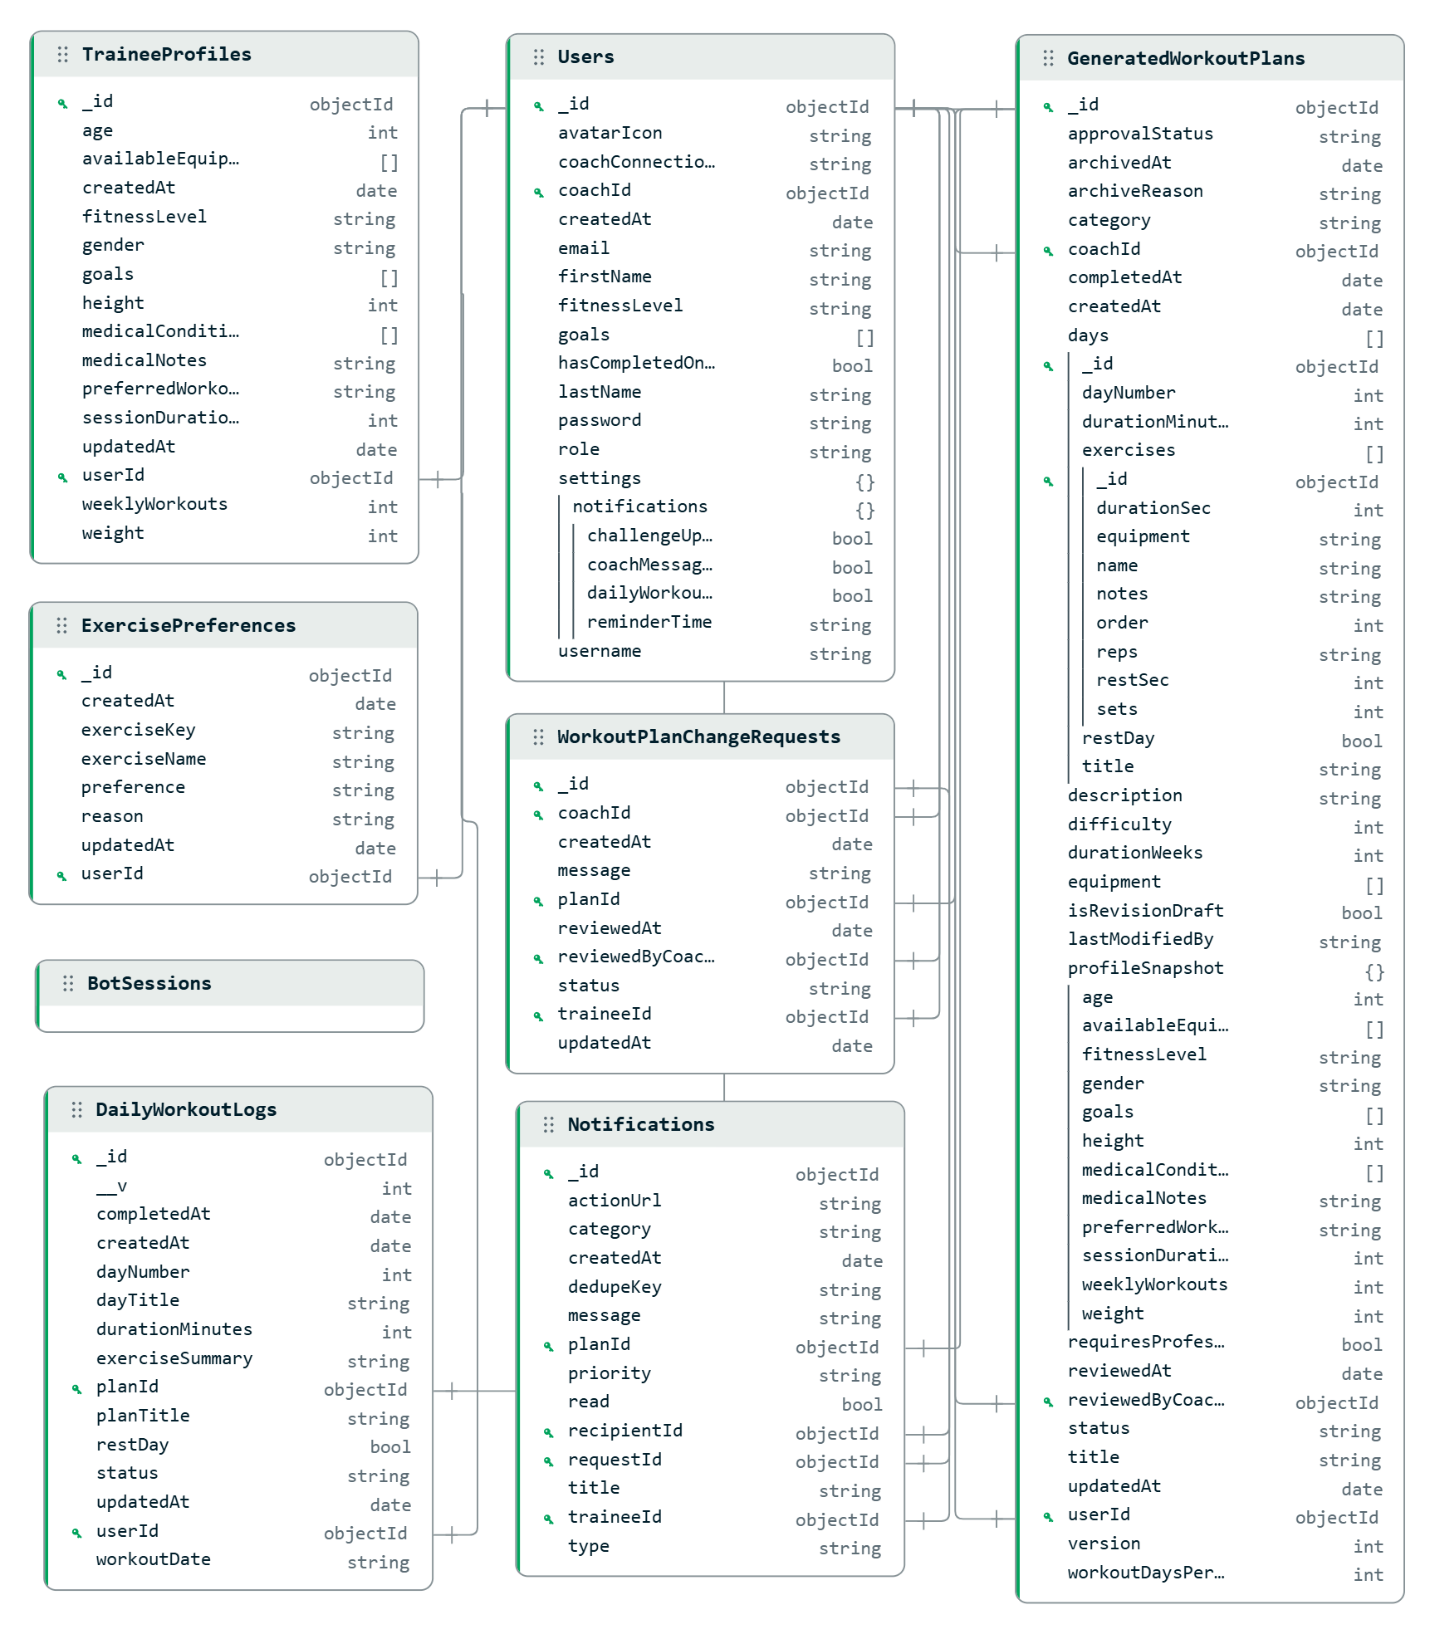 TraineeProfiles
_id objectId
age int
availableEquip… []
createdAt date
fitnessLevel string
gender string
goals []
height int
medicalConditi… []
medicalNotes string
preferredWorko… string
sessionDuratio… int
updatedAt date
userId objectId
weeklyWorkouts int
weight int
ExercisePreferences
_id objectId
createdAt date
exerciseKey string
exerciseName string
preference string
reason string
updatedAt date
userId objectId
BotSessions
DailyWorkoutLogs
_id objectId
__v int
completedAt date
createdAt date
dayNumber int
dayTitle string
durationMinutes int
exerciseSummary string
planId objectId
planTitle string
restDay bool
status string
updatedAt date
userId objectId
workoutDate string
Users
_id objectId
avatarIcon string
coachConnectio… string
coachId objectId
createdAt date
email string
firstName string
fitnessLevel string
goals []
hasCompletedOn… bool
lastName string
password string
role string
settings {}
notifications {}
challengeUp… bool
coachMessag… bool
dailyWorkou… bool
reminderTime string
username string
WorkoutPlanChangeRequests
_id objectId
coachId objectId
createdAt date
message string
planId objectId
reviewedAt date
reviewedByCoac… objectId
status string
traineeId objectId
updatedAt date
Notifications
_id objectId
actionUrl string
category string
createdAt date
dedupeKey string
message string
planId objectId
priority string
read bool
recipientId objectId
requestId objectId
title string
traineeId objectId
type string
GeneratedWorkoutPlans
_id objectId
approvalStatus string
archivedAt date
archiveReason string
category string
coachId objectId
completedAt date
createdAt date
days []
_id objectId
dayNumber int
durationMinut… int
exercises []
_id objectId
durationSec int
equipment string
name string
notes string
order int
reps string
restSec int
sets int
restDay bool
title string
description string
difficulty int
durationWeeks int
equipment []
isRevisionDraft bool
lastModifiedBy string
profileSnapshot {}
age int
availableEqui… []
fitnessLevel string
gender string
goals []
height int
medicalCondit… []
medicalNotes string
preferredWork… string
sessionDurati… int
weeklyWorkouts int
weight int
requiresProfes… bool
reviewedAt date
reviewedByCoac… objectId
status string
title string
updatedAt date
userId objectId
version int
workoutDaysPer… int